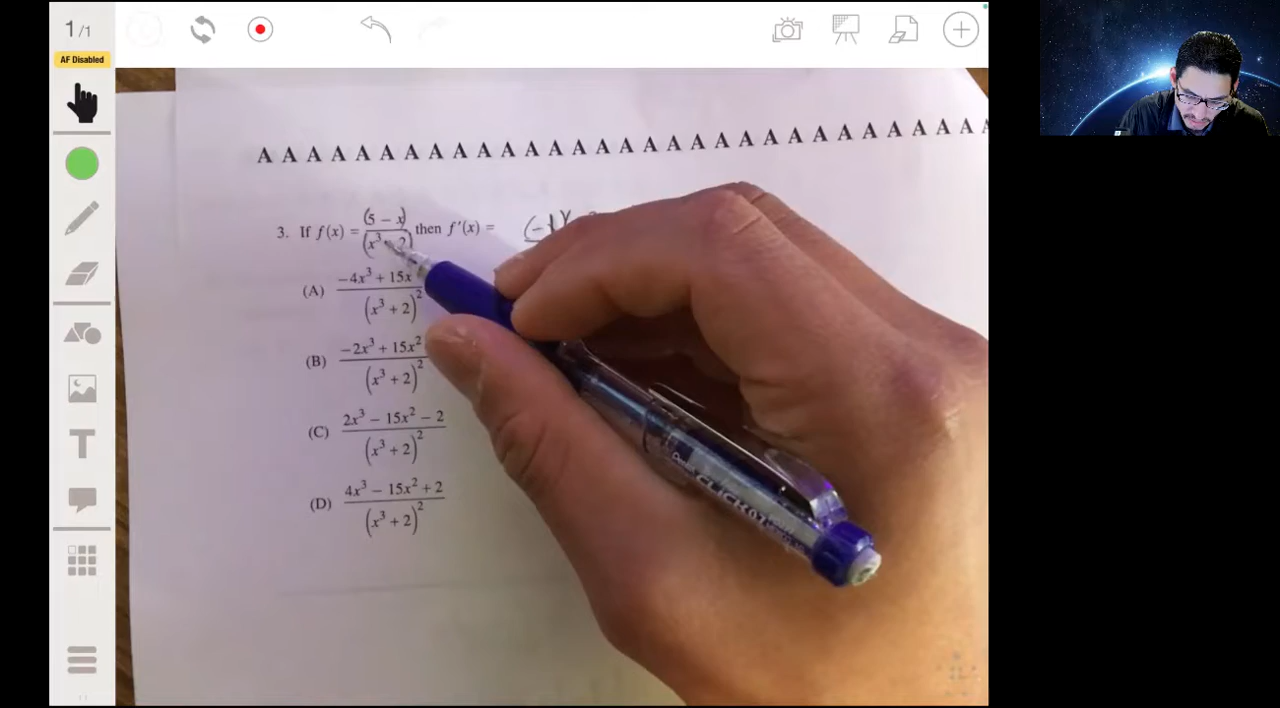 1/1
AF Disabled
A A A A A A A A A A A A A A A A A A A A A A A A A A A A A A A
3. If f(x) = (5 − x)/(x³ 2) then f'(x) =
(A) −4x³ + 15x / (x³ + 2)²
(B) −2x³ + 15x² / (x³ + 2)²
(C) 2x³ − 15x² − 2 / (x³ + 2)²
(D) 4x³ − 15x² + 2 / (x³ + 2)²
T
CLICK